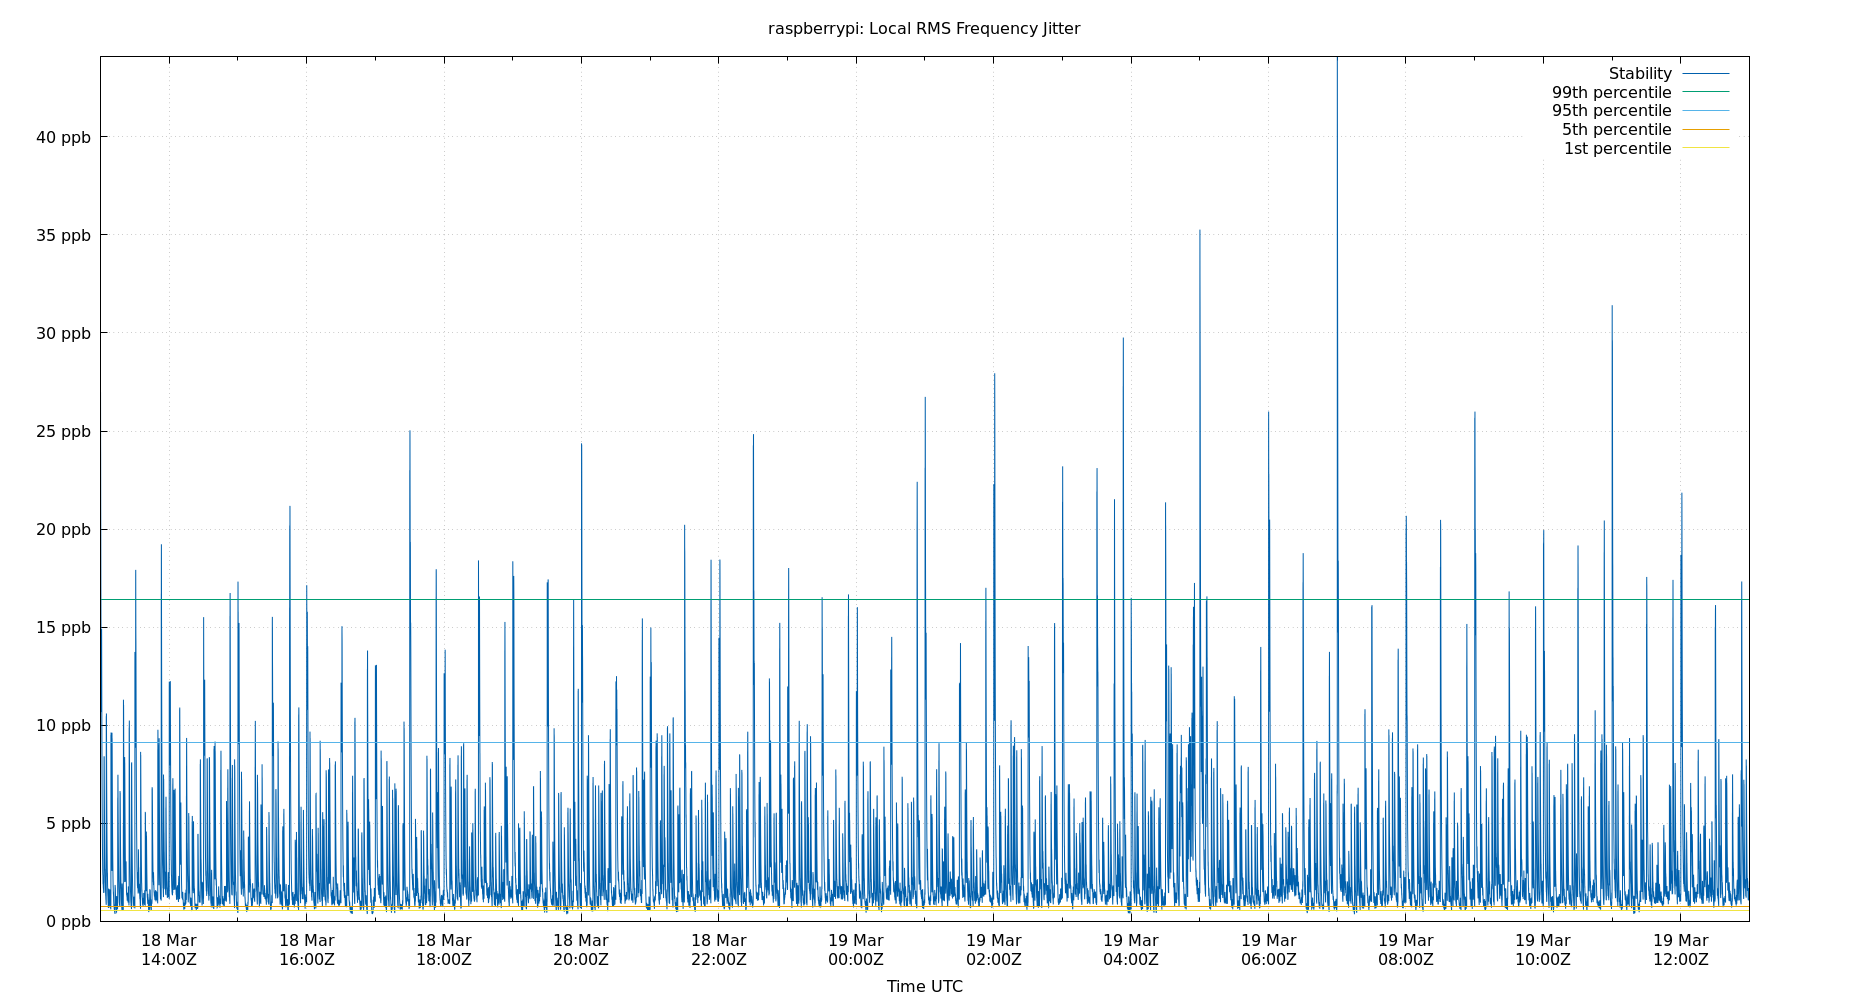 raspberrypi: Local RMS Frequency Jitter
Stability
99th percentile
95th percentile
5th percentile
1st percentile
40 ppb
35 ppb
30 ppb
25 ppb
20 ppb
15 ppb
10 ppb
5 ppb
0 ppb
18 Mar 18 Mar 18 Mar 18 Mar 18 Mar 19 Mar 19 Mar 19 Mar 19 Mar 19 Mar 19 Mar 19 Mar
14:00Z 16:00Z 18:00Z 20:00Z 22:00Z 00:00Z 02:00Z 04:00Z 06:00Z 08:00Z 10:00Z 12:00Z
Time UTC